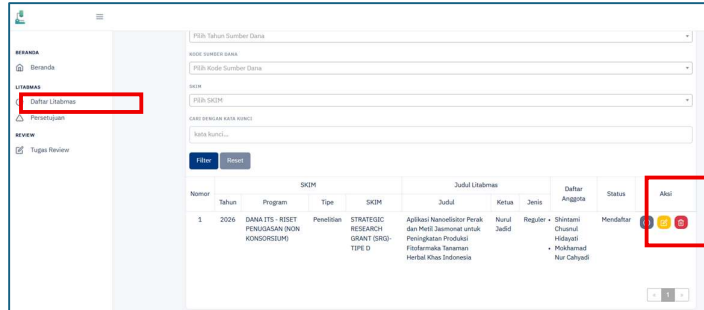 Pilih Tahun Sumber Dana
BERANDA
KODE SUMBER DANA
Beranda
Pilih Kode Sumber Dana
LITABMAS
SKIM
Daftar Litabmas
Pilih SKIM
Persetujuan
CARI DENGAN KATA KUNCI
REVIEW
kata kunci...
Tugas Review
Filter Reset
Nomor SKIM Judul Litabmas Daftar Anggota Status Aksi
Tahun Program Tipe SKIM Judul Ketua Jenis
1 2026 DANA ITS - RISET Penelitian STRATEGIC Aplikasi Nanoelisitor Perak Nurul Reguler • Shintami Mendaftar
PENUGASAN (NON RESEARCH dan Metil Jasmonat untuk Jadid Chusnul
KONSORSIUM) GRANT (SRG)- Peningkatan Produksi Hidayati
TIPE D Fitofarmaka Tanaman • Mokhamad
Herbal Khas Indonesia Nur Cahyadi
< 1 >